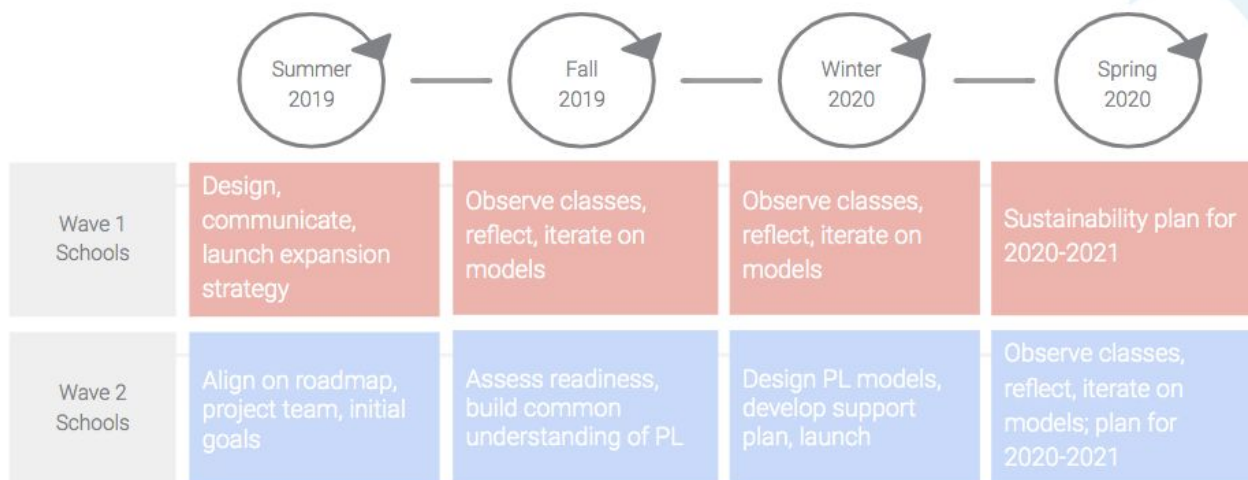 Summer
2019
Fall
2019
Winter
2020
Spring
2020
Wave 1
Schools
Design,
communicate,
launch expansion
strategy
Observe classes,
reflect, iterate on
models
Observe classes,
reflect, iterate on
models
Sustainability plan for
2020-2021
Wave 2
Schools
Align on roadmap,
project team, initial
goals
Assess readiness,
build common
understanding of PL
Design PL models,
develop support
plan, launch
Observe classes,
reflect, iterate on
models; plan for
2020-2021